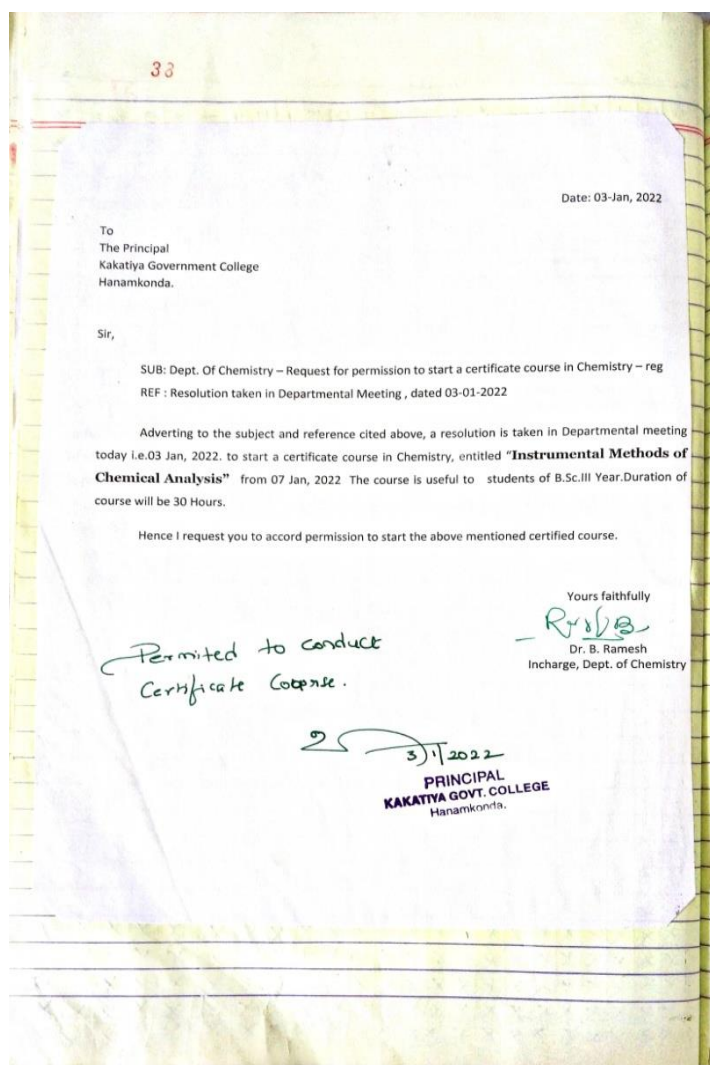 33
Date: 03-Jan, 2022
To
The Principal
Kakatiya Government College
Hanamkonda.
Sir,
SUB: Dept. Of Chemistry – Request for permission to start a certificate course in Chemistry – reg
REF : Resolution taken in Departmental Meeting , dated 03-01-2022
Adverting to the subject and reference cited above, a resolution is taken in Departmental meeting
today i.e.03 Jan, 2022. to start a certificate course in Chemistry, entitled “Instrumental Methods of
Chemical Analysis” from 07 Jan, 2022 The course is useful to students of B.Sc.III Year.Duration of
course will be 30 Hours.
Hence I request you to accord permission to start the above mentioned certified course.
Yours faithfully
Dr. B. Ramesh
Incharge, Dept. of Chemistry
Permited to conduct
Certificate
3/1/2022
PRINCIPAL
KAKATIYA GOVT. COLLEGE
Hanamkonda.